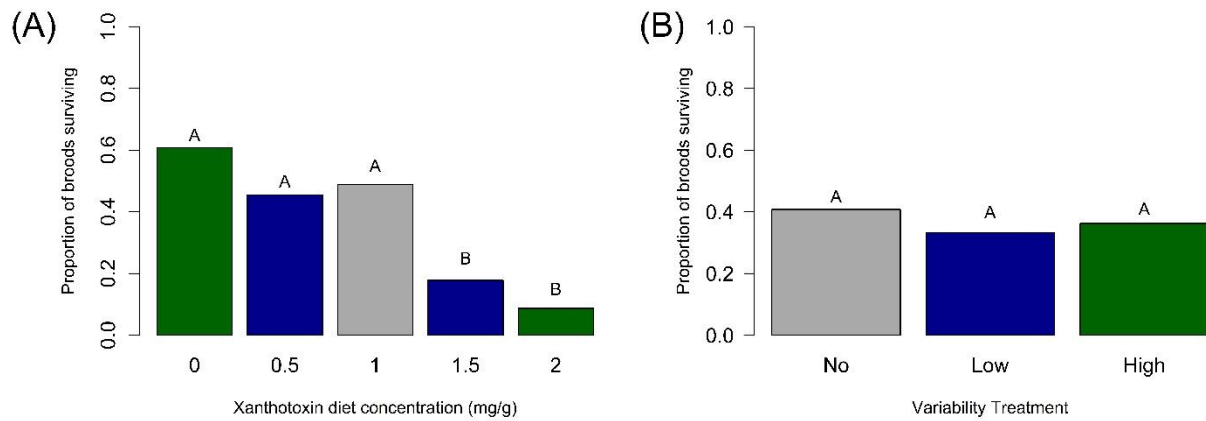 (A)
Proportion of broods surviving
1.0
0.8
0.6
0.4
0.2
0.0
A
A
A
B
B
0 0.5 1 1.5 2
Xanthotoxin diet concentration (mg/g)
(B)
Proportion of broods surviving
1.0
0.8
0.6
0.4
0.2
0.0
A
A
A
No Low High
Variability Treatment